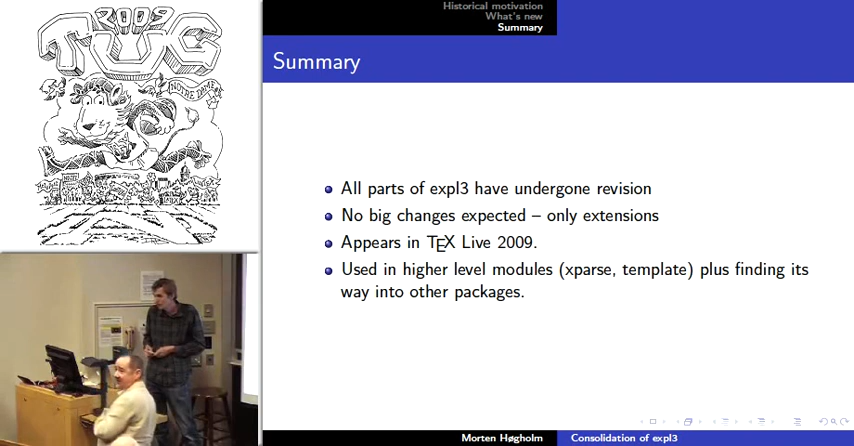 2009
TUG
NOTRE DAME
Historical motivation
What's new
Summary
Summary
All parts of expl3 have undergone revision
No big changes expected – only extensions
Appears in TEX Live 2009.
Used in higher level modules (xparse, template) plus finding its
way into other packages.
Morten Høgholm
Consolidation of expl3